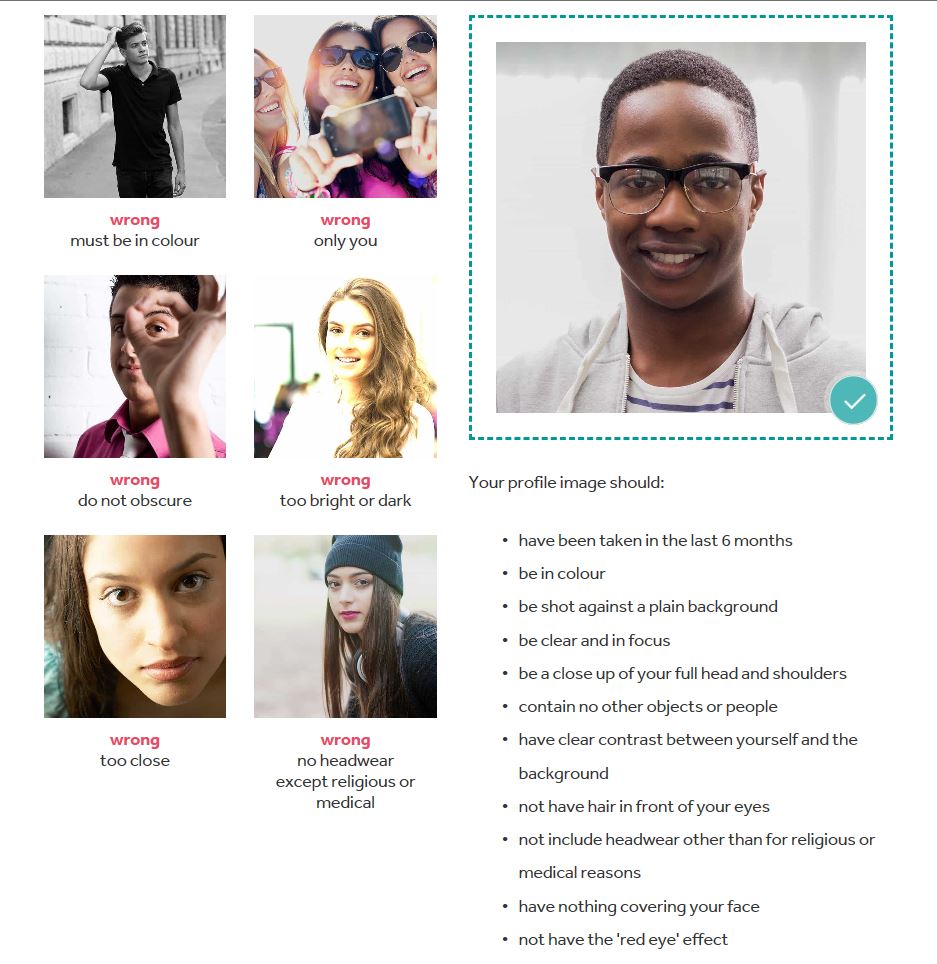 wrong
must be in colour
wrong
only you
wrong
do not obscure
wrong
too bright or dark
wrong
too close
wrong
no headwear
except religious or
medical
Your profile image should:
• have been taken in the last 6 months
• be in colour
• be shot against a plain background
• be clear and in focus
• be a close up of your full head and shoulders
• contain no other objects or people
• have clear contrast between yourself and the
background
• not have hair in front of your eyes
• not include headwear other than for religious or
medical reasons
• have nothing covering your face
• not have the 'red eye' effect